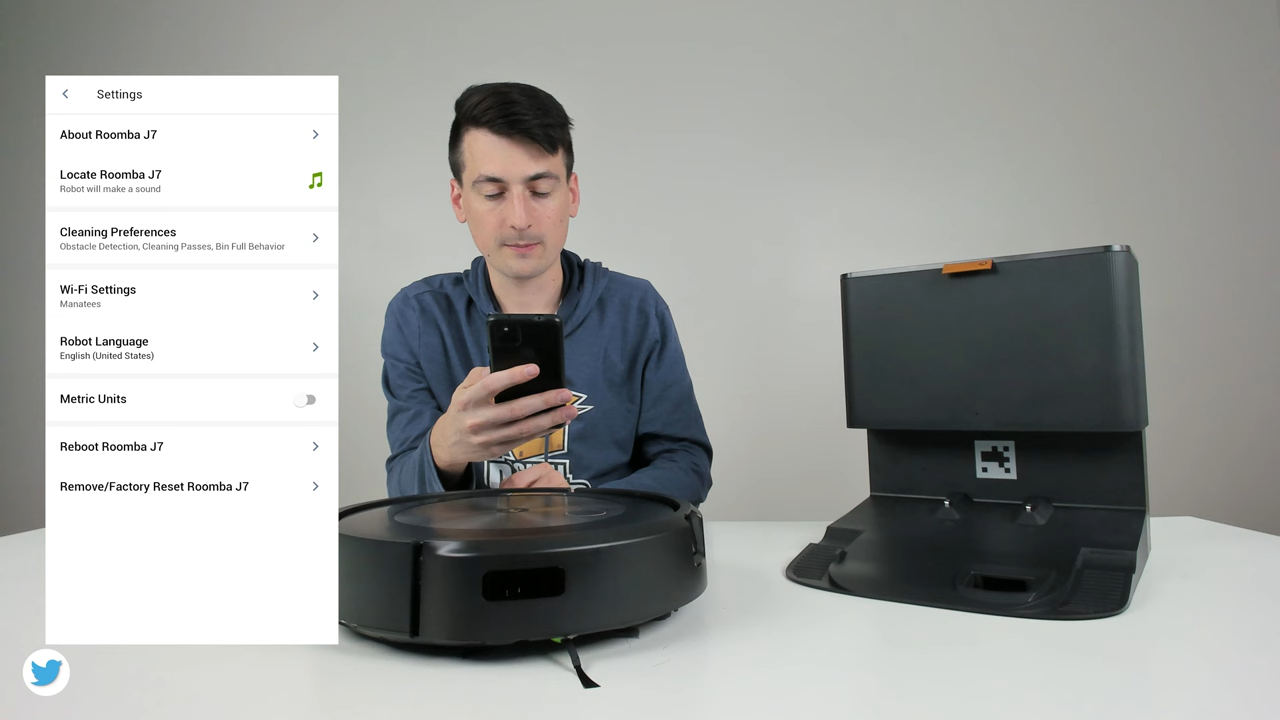 Settings
About Roomba J7
Locate Roomba J7
Robot will make a sound
Cleaning Preferences
Obstacle Detection, Cleaning Passes, Bin Full Behavior
Wi-Fi Settings
Manatees
Robot Language
English (United States)
Metric Units
Reboot Roomba J7
Remove/Factory Reset Roomba J7